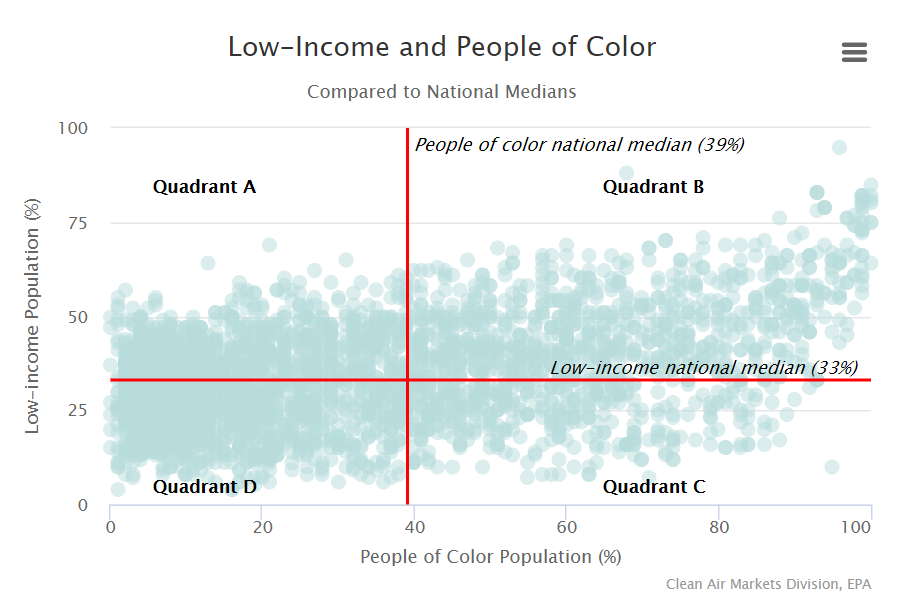 Low-Income and People of Color
Compared to National Medians
Low-income Population (%)
100
75
50
25
0
People of color national median (39%)
Quadrant A
Quadrant B
Low-income national median (33%)
Quadrant D
Quadrant C
0
20
40
60
80
100
People of Color Population (%)
Clean Air Markets Division, EPA